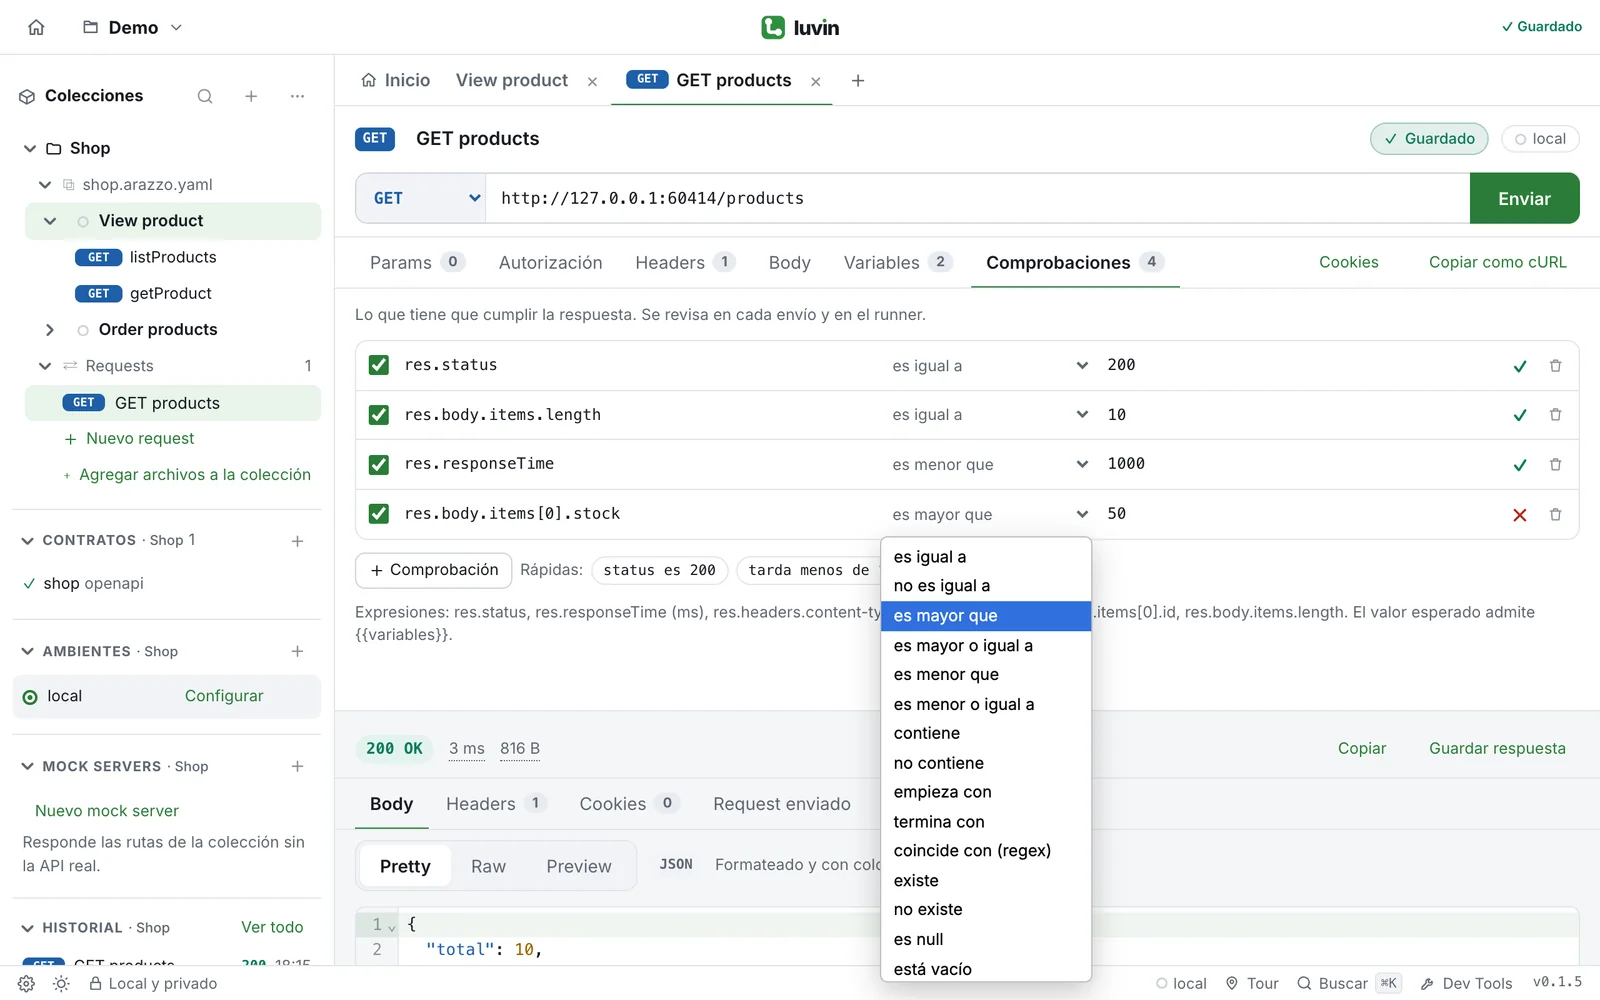 Demo
luvin
Guardado
Colecciones
Shop
shop.arazzo.yaml
View product
GET listProducts
GET getProduct
Order products
Requests 1
GET GET products
+ Nuevo request
+ Agregar archivos a la colección
CONTRATOS · Shop 1 +
shop openapi
AMBIENTES · Shop +
local Configurar
MOCK SERVERS · Shop +
Nuevo mock server
Responde las rutas de la colección sin
la API real.
HISTORIAL · Shop Ver todo
GET GET products 200 18:15
Local y privado
Inicio View product × GET GET products × +
GET GET products Guardado local
GET http://127.0.0.1:60414/products Enviar
Params 0 Autorización Headers 1 Body Variables 2 Comprobaciones 4 Cookies Copiar como cURL
Lo que tiene que cumplir la respuesta. Se revisa en cada envío y en el runner.
res.status es igual a 200
res.body.items.length es igual a 10
res.responseTime es menor que 1000
res.body.items[0].stock es mayor que 50
+ Comprobación Rápidas: status es 200 tarda menos de
Expresiones: res.status, res.responseTime (ms), res.headers.content-ty .items[0].id, res.body.items.length. El valor esperado admite
{{variables}}.
es igual a
no es igual a
es mayor que
es mayor o igual a
es menor que
es menor o igual a
contiene
no contiene
empieza con
termina con
coincide con (regex)
existe
no existe
es null
está vacío
200 OK 3 ms 816 B Copiar Guardar respuesta
Body Headers 1 Cookies 0 Request enviado
Pretty Raw Preview JSON Formateado y con colo
1 {
2 "total": 10,
local Tour Buscar ⌘K Dev Tools v0.1.5